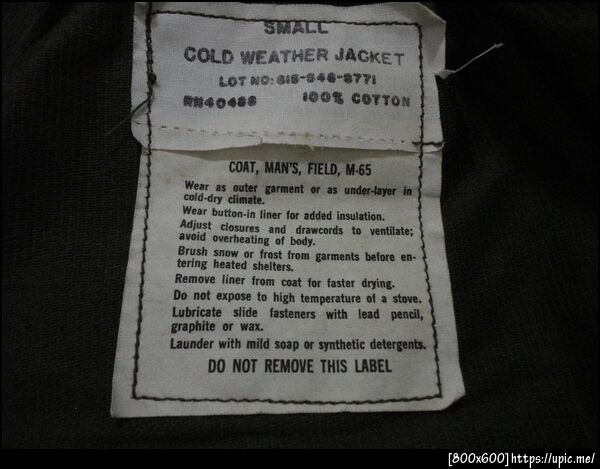 SMALL
COLD WEATHER JACKET
LOT NO: 615-846-8771
RN40488 100% COTTON
COAT, MAN'S, FIELD, M-65
Wear as outer garment or as under-layer in
cold-dry climate.
Wear button-in liner for added insulation.
Adjust closures and drawcords to ventilate;
avoid overheating of body.
Brush snow or frost from garments before en-
tering heated shelters.
Remove liner from coat for faster drying.
Do not expose to high temperature of a stove.
Lubricate slide fasteners with lead pencil,
graphite or wax.
Launder with mild soap or synthetic detergents.
DO NOT REMOVE THIS LABEL
[800x600]https://upic.me/